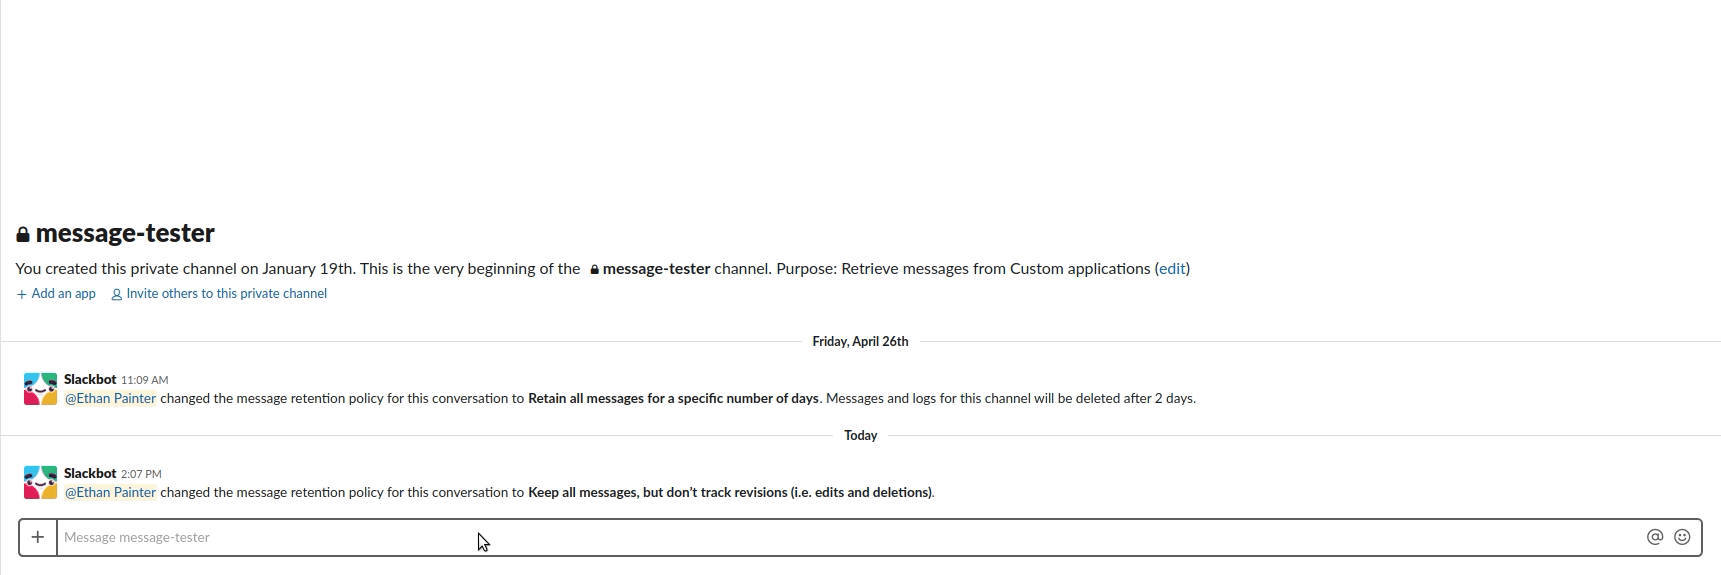 message-tester
You created this private channel on January 19th. This is the very beginning of the message-tester channel. Purpose: Retrieve messages from Custom applications (edit)
+ Add an app Invite others to this private channel
Friday, April 26th
Slackbot 11:09 AM
@Ethan Painter changed the message retention policy for this conversation to Retain all messages for a specific number of days. Messages and logs for this channel will be deleted after 2 days.
Today
Slackbot 2:07 PM
@Ethan Painter changed the message retention policy for this conversation to Keep all messages, but don't track revisions (i.e. edits and deletions).
+ Message message-tester @